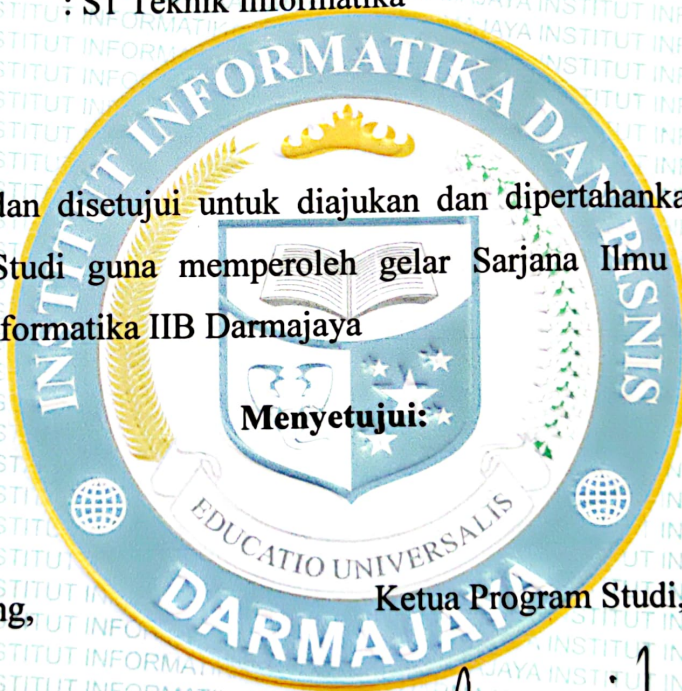 : S1 Teknik Informatika
INSTITUT INFORMATIKA DAN BISNIS
dan disetujui untuk diajukan dan dipertahanka
Studi guna memperoleh gelar Sarjana Ilmu
formatika IIB Darmajaya
Menyetujui:
EDUCATIO UNIVERSALIS
DARMAJAYA
ng,
Ketua Program Studi,